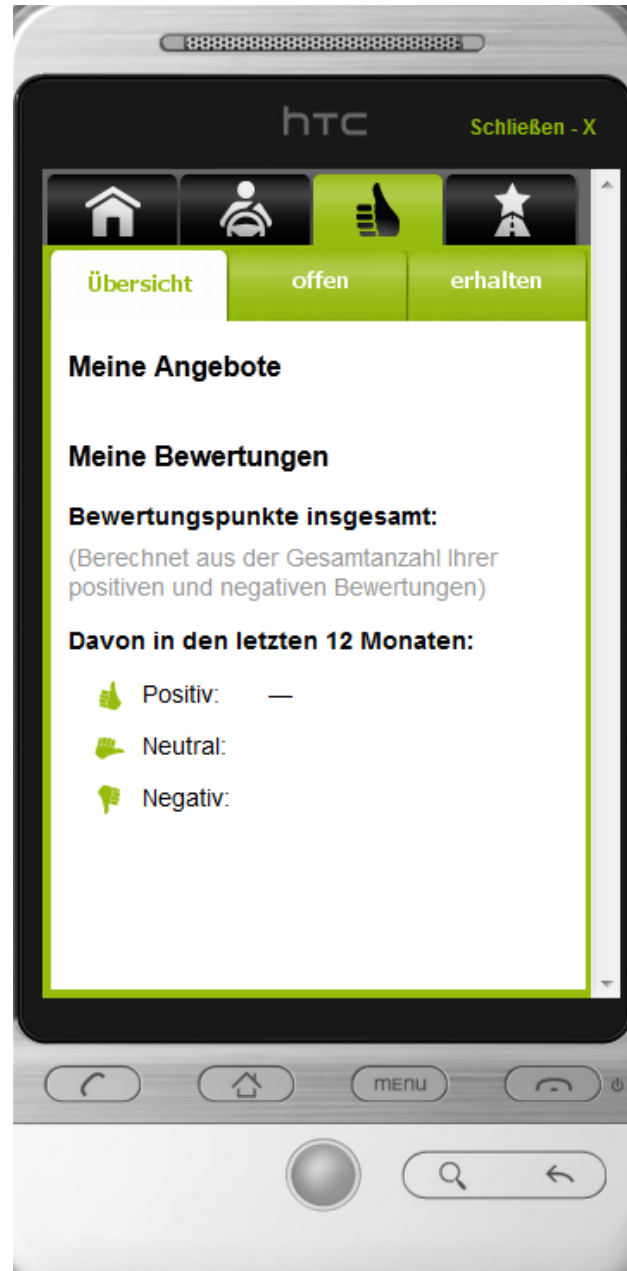 hTC
Schließen - X
Übersicht
offen
erhalten
Meine Angebote
Meine Bewertungen
Bewertungspunkte insgesamt:
(Berechnet aus der Gesamtanzahl Ihrer
positiven und negativen Bewertungen)
Davon in den letzten 12 Monaten:
Positiv: —
Neutral:
Negativ:
MENU